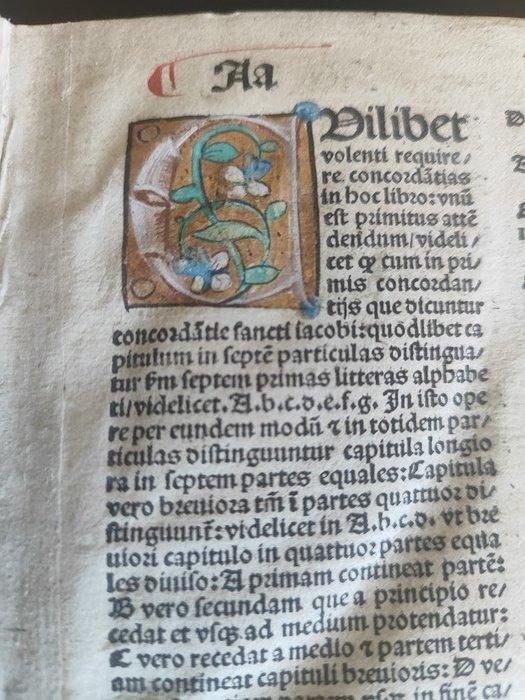 Aa
Uilibet
volenti require/
re concordãtias
in hoc libro:vnũ
est primitus attẽ
dendum/videli/
cet ꝙ cum in pri/
mis concordan/
tijs que dicuntur
concordãtie sancti iacobi:quodlibet ca
pitulum in septẽ particulas distingua/
tur ẜm septem primas litteras alphabe
ti/videlicet.A.b.c.d.e.f.g. In isto ope
re per eundem modũ ⁊ in totidem par/
ticulas distinguuntur capitula longio
ra in septem partes equales:Capitula
vero breuiora tm̃ ĩ partes quattuor di/
stinguunt᷑:videlicet in A.b.c.d. vt bre
uiori capitulo in quattuor partes equa
les diuiso:A primam contineat partẽ:
B vero secundam que a principio re/
cedat et vsqꝫ ad medium protendatur:
C vero recedat a medio ⁊ partem terti/
am contineat capituli breuioris:D ve/
in finẽ ca/